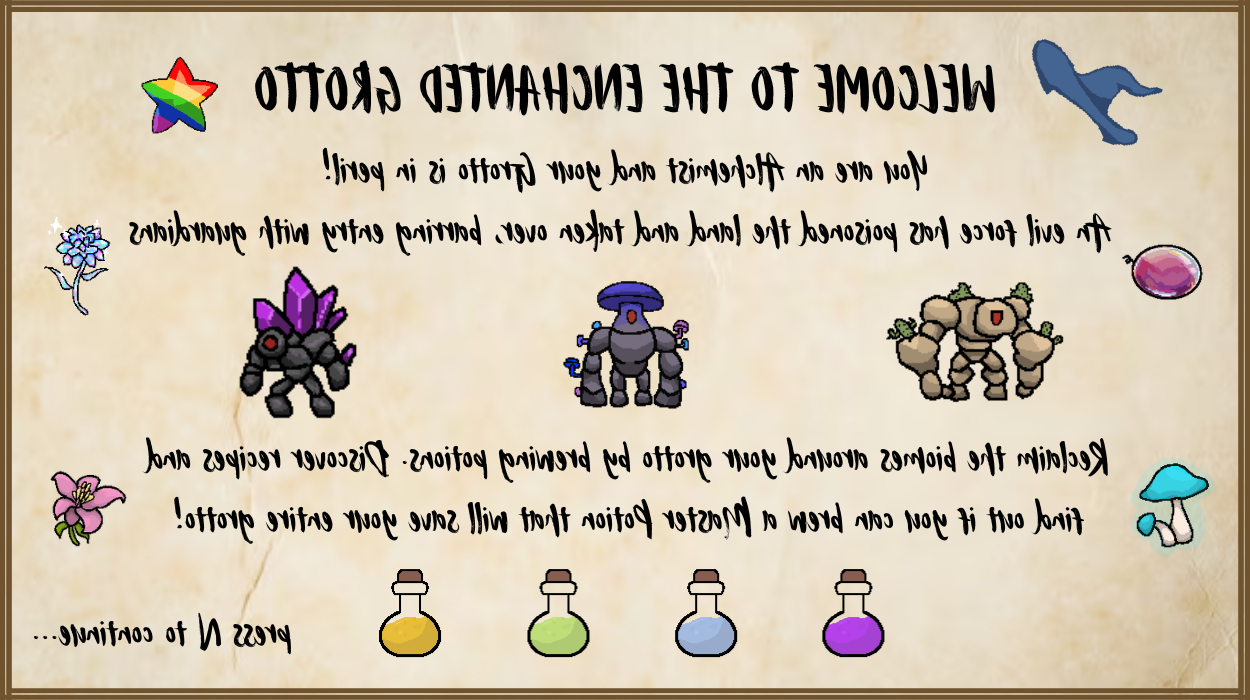 WELCOME TO THE ENCHANTED GROTTO
You are an Alchemist and your Grotto is in peril!
An evil force has poisoned the land and taken over, barring entry with guardians
Reclaim the biomes around your grotto by brewing potions. Discover recipes and
find out if you can brew a Master Potion that will save your entire grotto!
press N to continue...